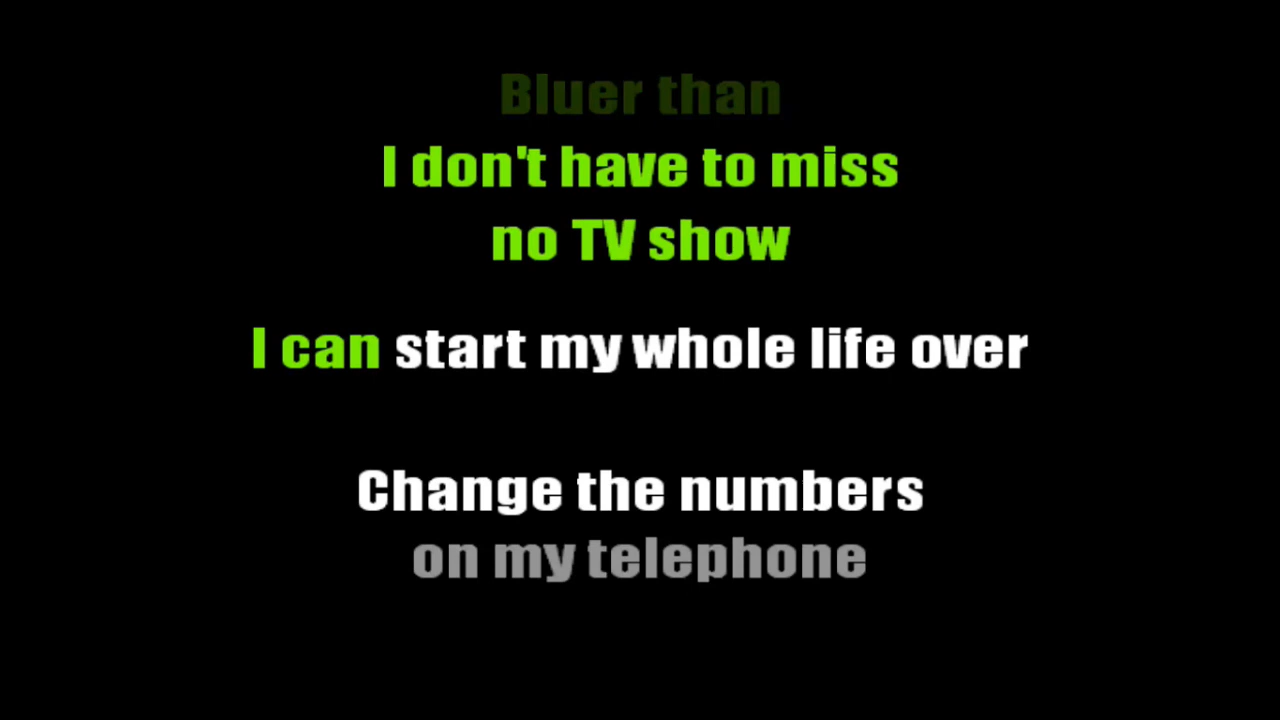 Bluer than
I don't have to miss
no TV show
I can start my whole life over
Change the numbers
on my telephone